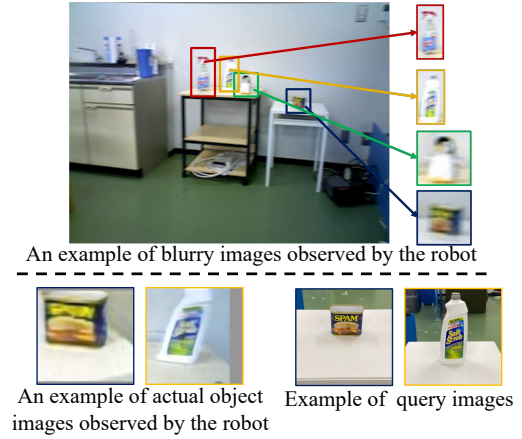 An example of blurry images observed by the robot
SPAM
Soft
Scrub
An example of actual object
images observed by the robot
Example of query images